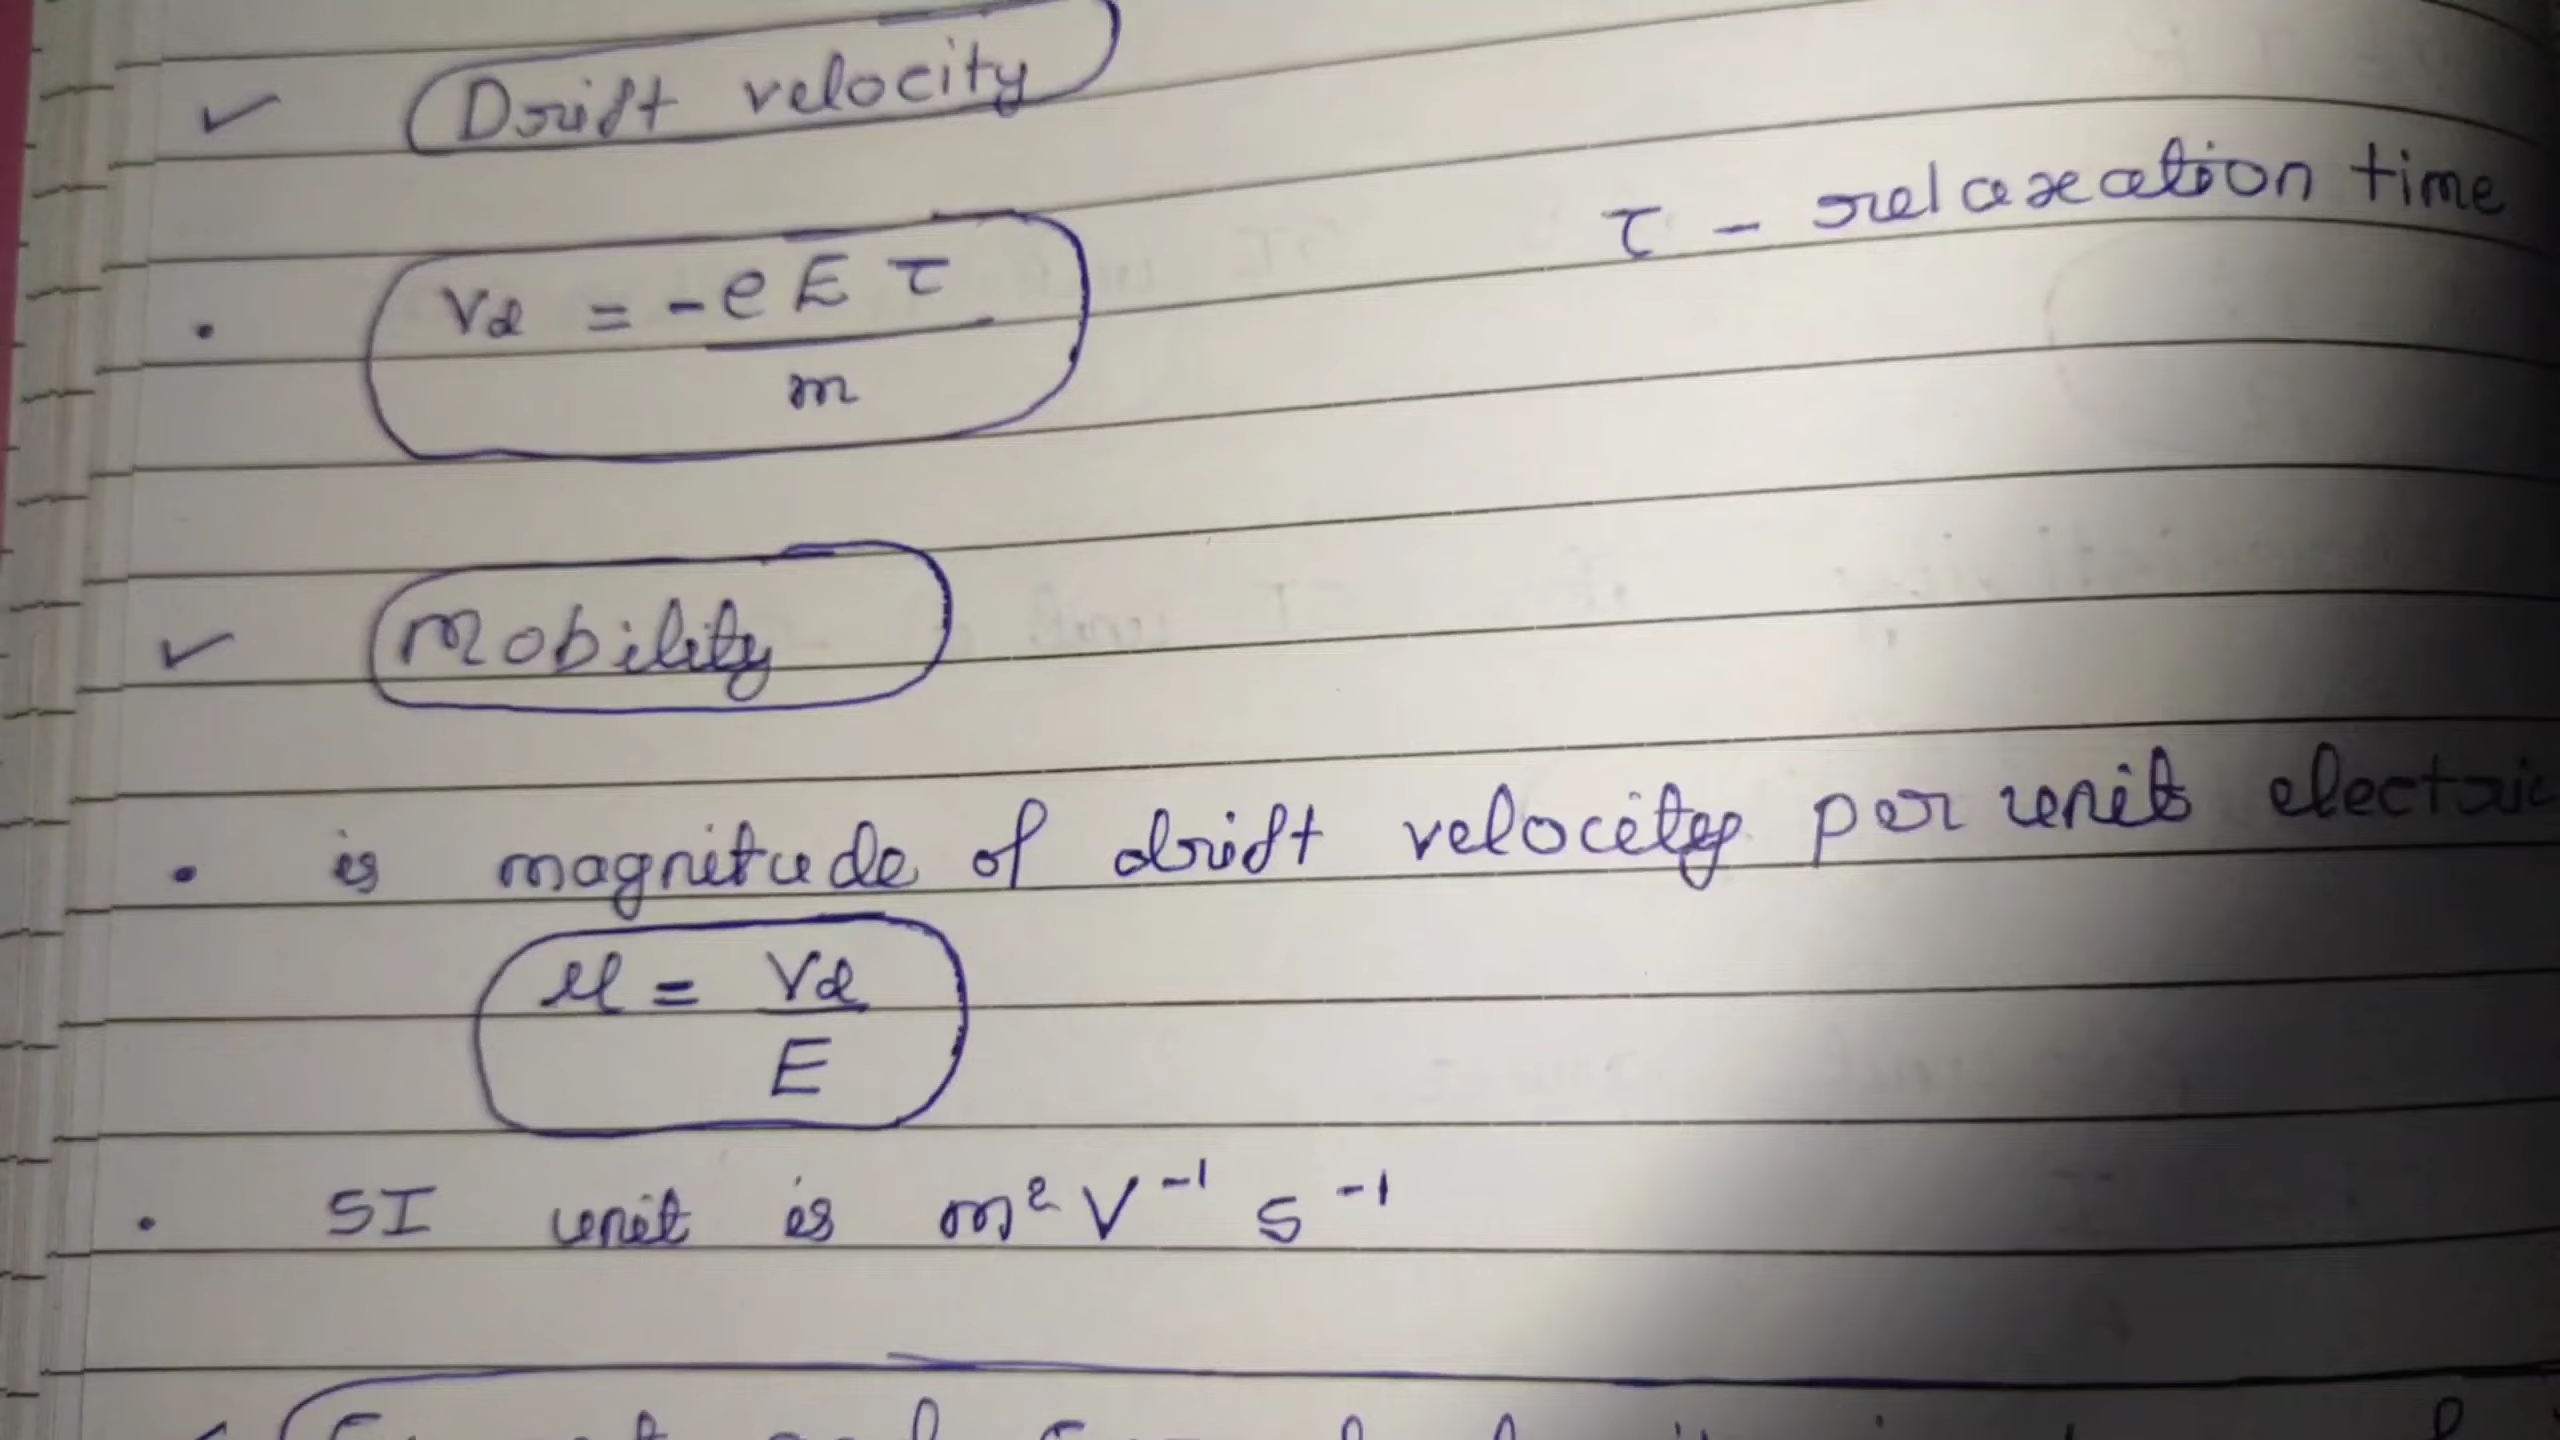 ✓ Drift velocity
τ - relaxation time
• Vd = -eEτ / m
✓ Mobility
• is magnitude of drift velocity per unit electric
μ = Vd / E
• SI unit is m² V⁻¹ s⁻¹